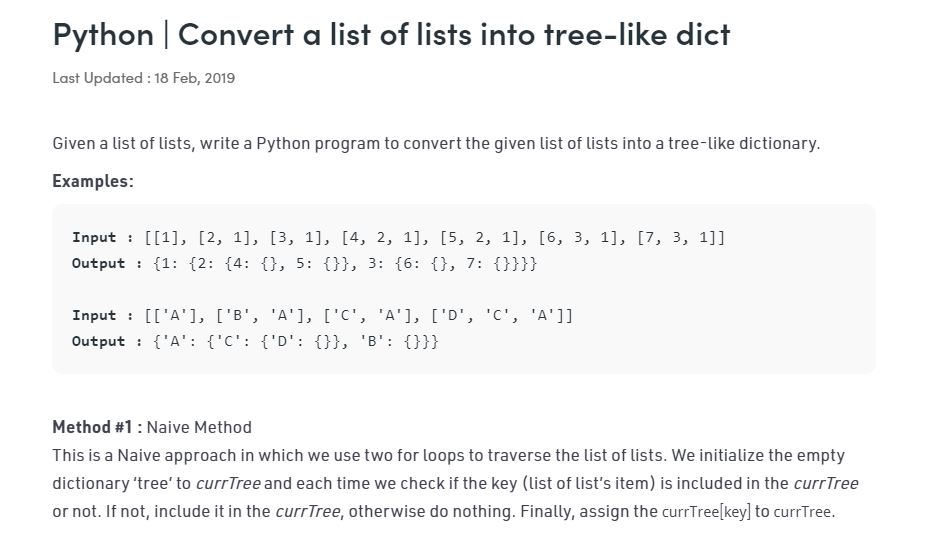 Python | Convert a list of lists into tree-like dict
Last Updated : 18 Feb, 2019
Given a list of lists, write a Python program to convert the given list of lists into a tree-like dictionary.
Examples:
Input : [[1], [2, 1], [3, 1], [4, 2, 1], [5, 2, 1], [6, 3, 1], [7, 3, 1]]
Output : {1: {2: {4: {}, 5: {}}, 3: {6: {}, 7: {}}}}
Input : [['A'], ['B', 'A'], ['C', 'A'], ['D', 'C', 'A']]
Output : {'A': {'C': {'D': {}}, 'B': {}}}
Method #1 : Naive Method
This is a Naive approach in which we use two for loops to traverse the list of lists. We initialize the empty
dictionary ‘tree’ to currTree and each time we check if the key (list of list’s item) is included in the currTree
or not. If not, include it in the currTree, otherwise do nothing. Finally, assign the currTree[key] to currTree.